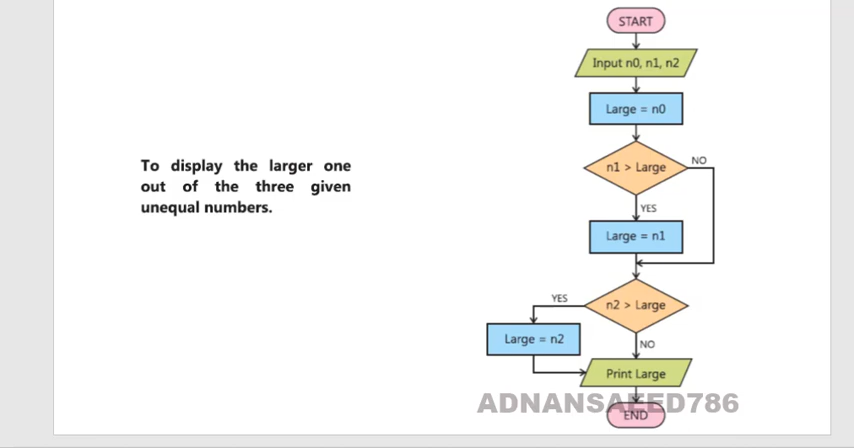 START
Input n0, n1, n2
Large = n0
n1 > Large
NO
YES
To display the larger one
out of the three given
unequal numbers.
Large = n1
n2 > Large
YES
Large = n2
NO
Print Large
ADNANSAEED786
END